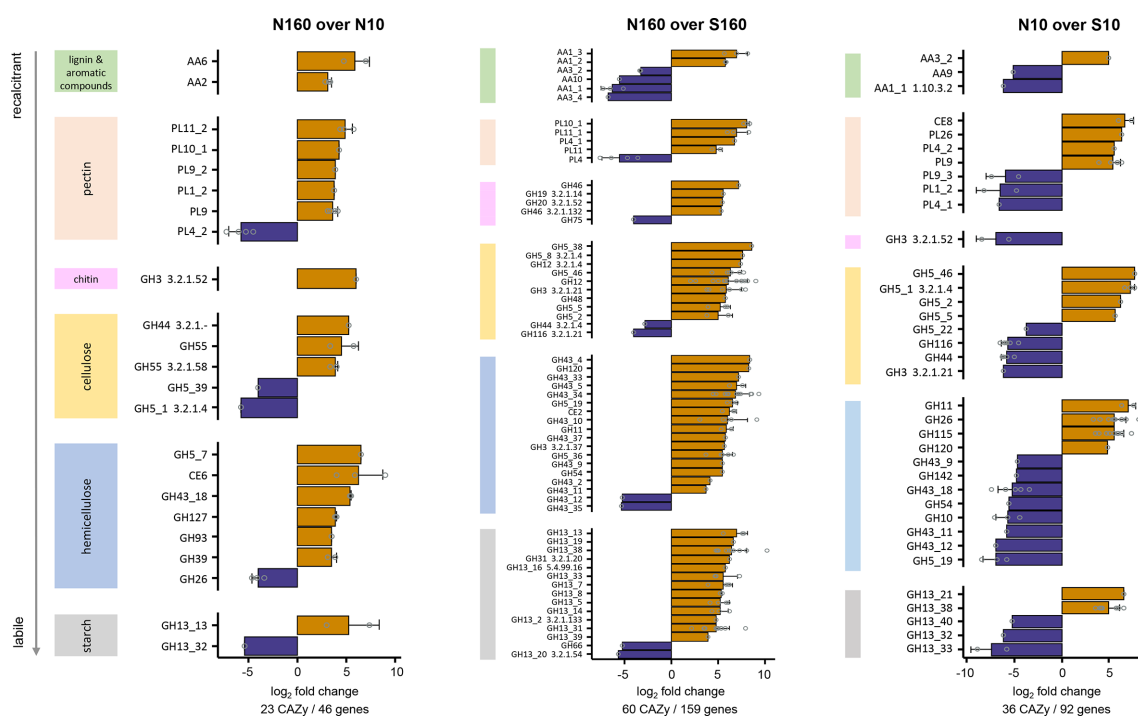 N160 over N10
N160 over S160
N10 over S10
recalcitrant
labile
lignin &
aromatic
compounds
pectin
chitin
cellulose
hemicellulose
starch
AA6
AA2
PL11_2
PL10_1
PL9_2
PL1_2
PL9
PL4_2
GH3 3.2.1.52
GH44 3.2.1.-
GH55
GH55 3.2.1.58
GH5_39
GH5_1 3.2.1.4
GH5_7
CE6
GH43_18
GH127
GH93
GH39
GH26
GH13_13
GH13_32
-5 0 5 10
log2 fold change
23 CAZy / 46 genes
AA1_3
AA1_2
AA3_2
AA10
AA1_1
AA3_4
PL10_1
PL11_1
PL4_1
PL11
PL4
GH46
GH19 3.2.1.14
GH20 3.2.1.52
GH46 3.2.1.132
GH75
GH5_38
GH5_8 3.2.1.4
GH12 3.2.1.4
GH5_46
GH12
GH3 3.2.1.21
GH48
GH5_5
GH5_2
GH44 3.2.1.4
GH116 3.2.1.21
GH43_4
GH120
GH43_33
GH43_5
GH43_34
GH5_19
CE2
GH43_10
GH11
GH43_37
GH3 3.2.1.37
GH5_36
GH43_9
GH54
GH43_2
GH43_11
GH43_12
GH43_35
GH13_13
GH13_19
GH13_38
GH31 3.2.1.20
GH13_16 5.4.99.16
GH13_33
GH13_7
GH13_8
GH13_5
GH13_14
GH13_2 3.2.1.133
GH13_31
GH13_39
GH66
GH13_20 3.2.1.54
-5 0 5 10
log2 fold change
60 CAZy / 159 genes
AA3_2
AA9
AA1_1 1.10.3.2
CE8
PL26
PL4_2
PL9
PL9_3
PL1_2
PL4_1
GH3 3.2.1.52
GH5_46
GH5_1 3.2.1.4
GH5_2
GH5_5
GH5_22
GH116
GH44
GH3 3.2.1.21
GH11
GH26
GH115
GH120
GH43_9
GH142
GH43_18
GH54
GH10
GH43_11
GH43_12
GH5_19
GH13_21
GH13_38
GH13_40
GH13_32
GH13_33
-10 -5 0 5
log2 fold change
36 CAZy / 92 genes